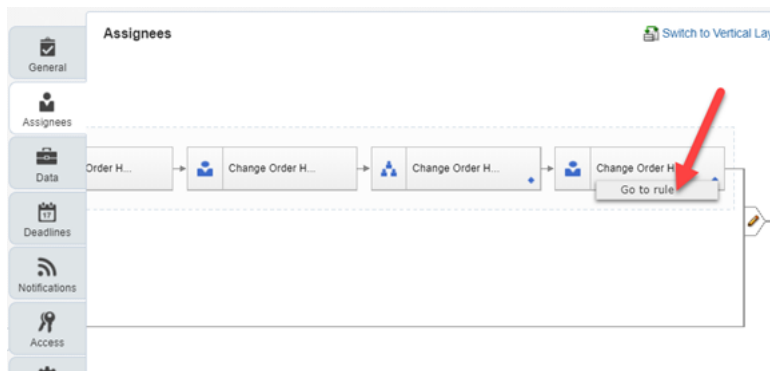 Assignees
Switch to Vertical Lay
General
Assignees
Order H...
Change Order H...
Change Order H...
Change Order H
Go to rule
Data
17
Deadlines
Notifications
Access